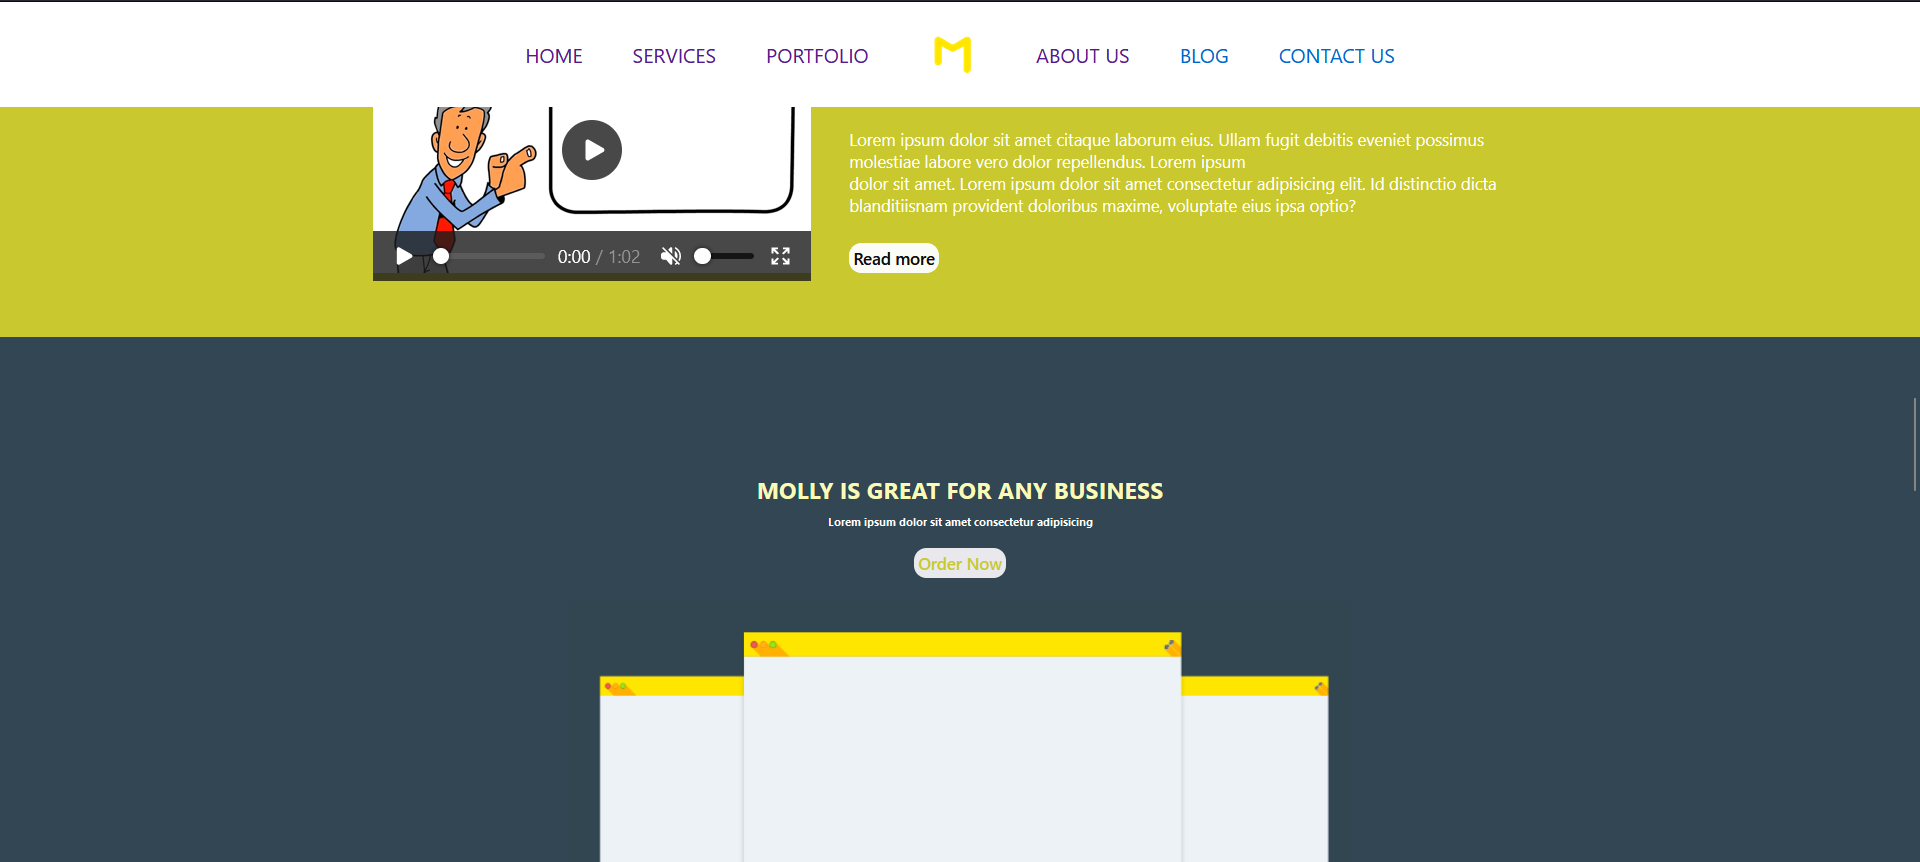 HOME SERVICES PORTFOLIO M ABOUT US BLOG CONTACT US
Lorem ipsum dolor sit amet citaque laborum eius. Ullam fugit debitis eveniet possimus
molestiae labore vero dolor repellendus. Lorem ipsum
dolor sit amet. Lorem ipsum dolor sit amet consectetur adipisicing elit. Id distinctio dicta
blanditiisnam provident doloribus maxime, voluptate eius ipsa optio?
0:00 / 1:02
Read more
MOLLY IS GREAT FOR ANY BUSINESS
Lorem ipsum dolor sit amet consectetur adipisicing
Order Now